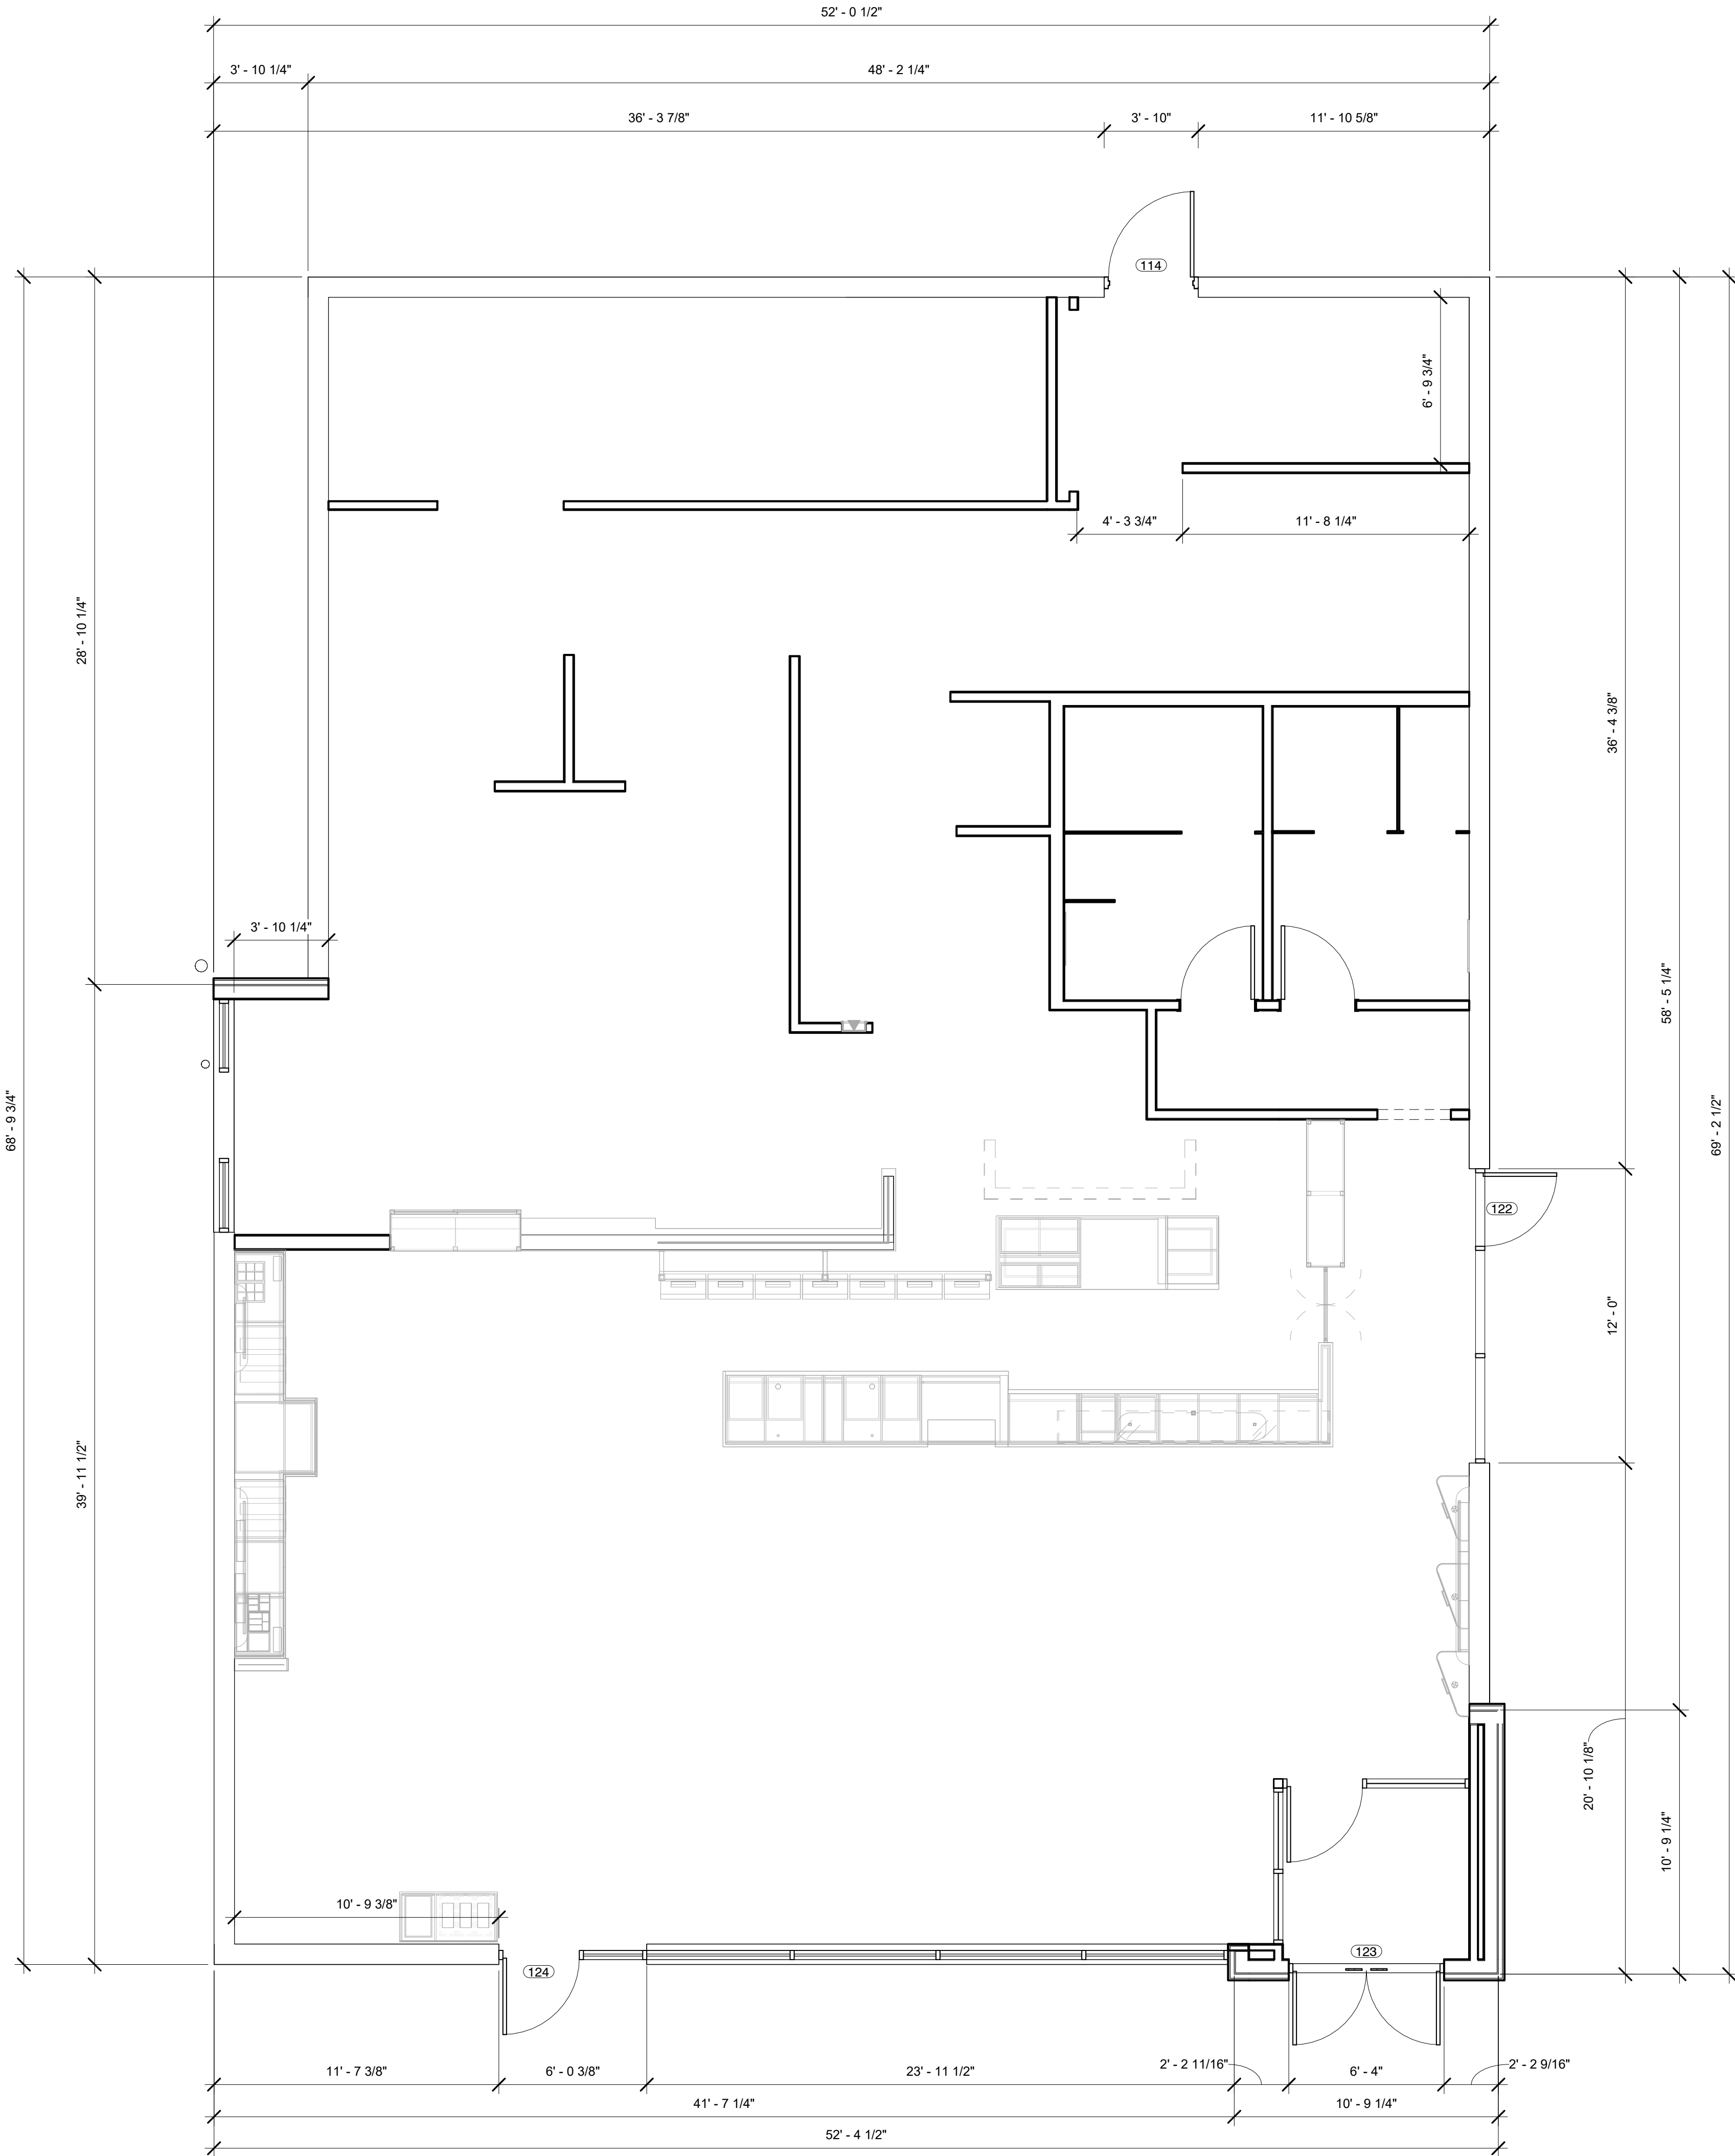 52' - 0 1/2"
3' - 10 1/4"
48' - 2 1/4"
36' - 3 7/8"
3' - 10"
11' - 10 5/8"
114
6' - 9 3/4"
4' - 3 3/4"
11' - 8 1/4"
28' - 10 1/4"
36' - 4 3/8"
3' - 10 1/4"
58' - 5 1/4"
68' - 9 3/4"
69' - 2 1/2"
122
12' - 0"
39' - 11 1/2"
20' - 10 1/8"
10' - 9 1/4"
10' - 9 3/8"
124
123
11' - 7 3/8"
6' - 0 3/8"
23' - 11 1/2"
2' - 2 11/16"
6' - 4"
2' - 2 9/16"
41' - 7 1/4"
10' - 9 1/4"
52' - 4 1/2"